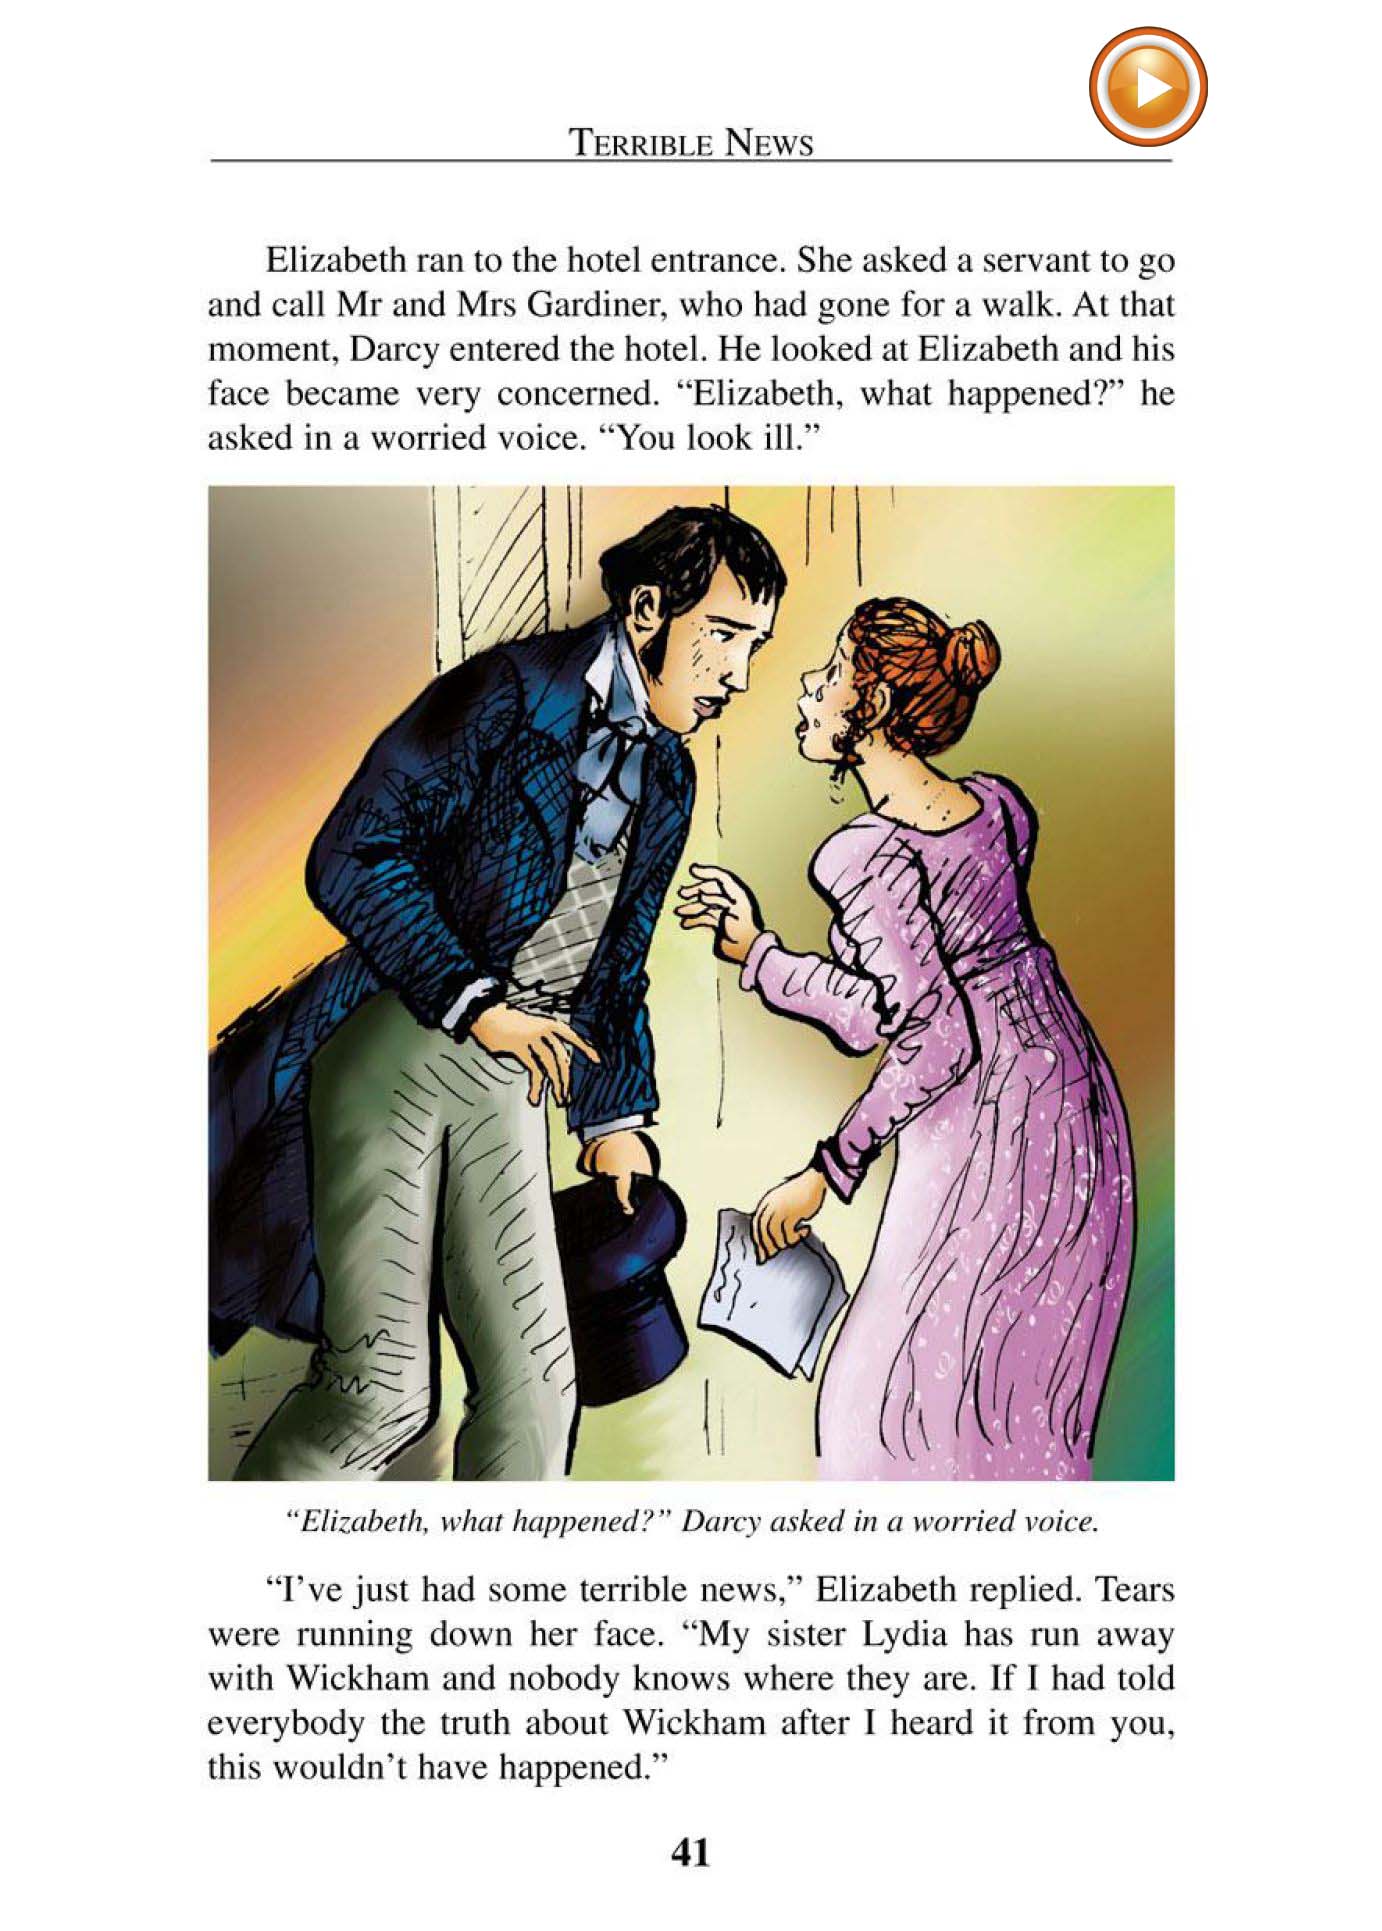 TERRIBLE NEWS
Elizabeth ran to the hotel entrance. She asked a servant to go
and call Mr and Mrs Gardiner, who had gone for a walk. At that
moment, Darcy entered the hotel. He looked at Elizabeth and his
face became very concerned. “Elizabeth, what happened?” he
asked in a worried voice. “You look ill.”
“Elizabeth, what happened?” Darcy asked in a worried voice.
“I’ve just had some terrible news,” Elizabeth replied. Tears
were running down her face. “My sister Lydia has run away
with Wickham and nobody knows where they are. If I had told
everybody the truth about Wickham after I heard it from you,
this wouldn’t have happened.”
41